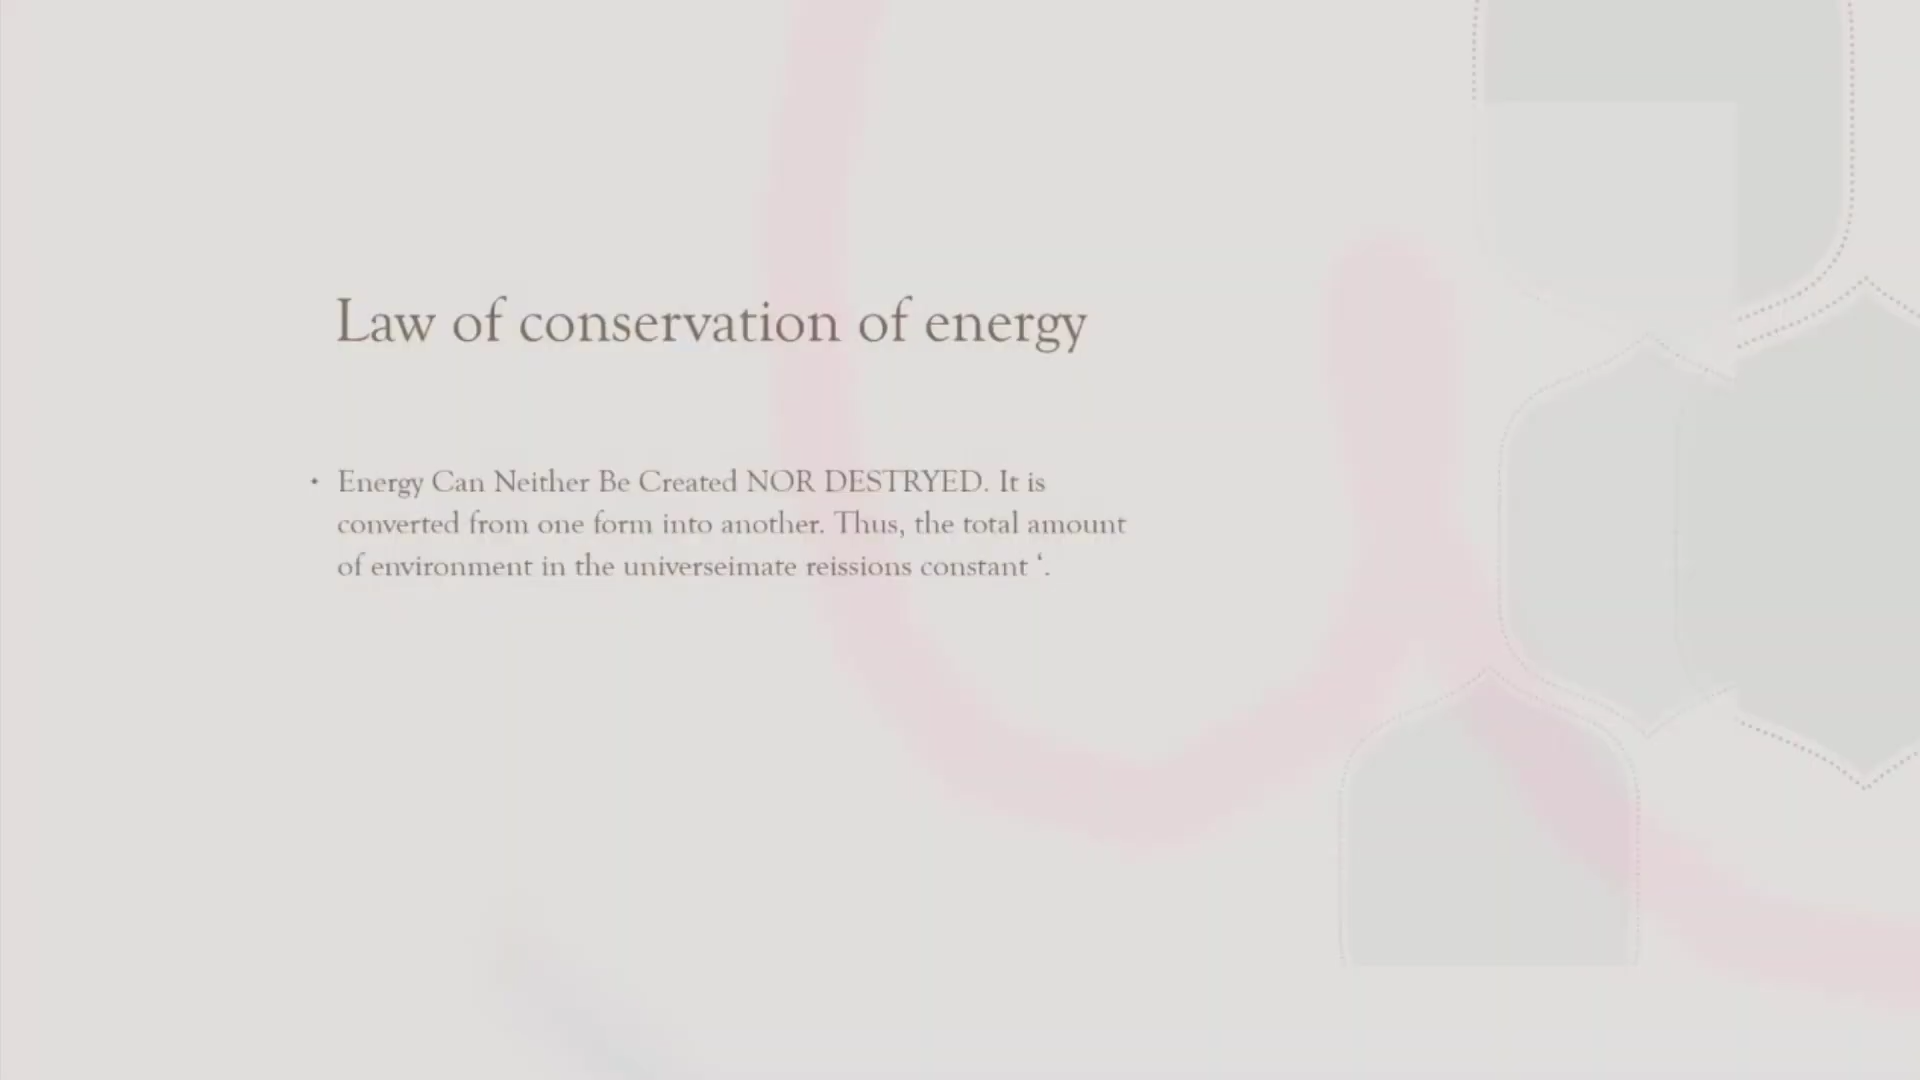 Law of conservation of energy
• Energy Can Neither Be Created NOR DESTRYED. It is
converted from one form into another. Thus, the total amount
of environment in the universeimate reissions constant ‘.